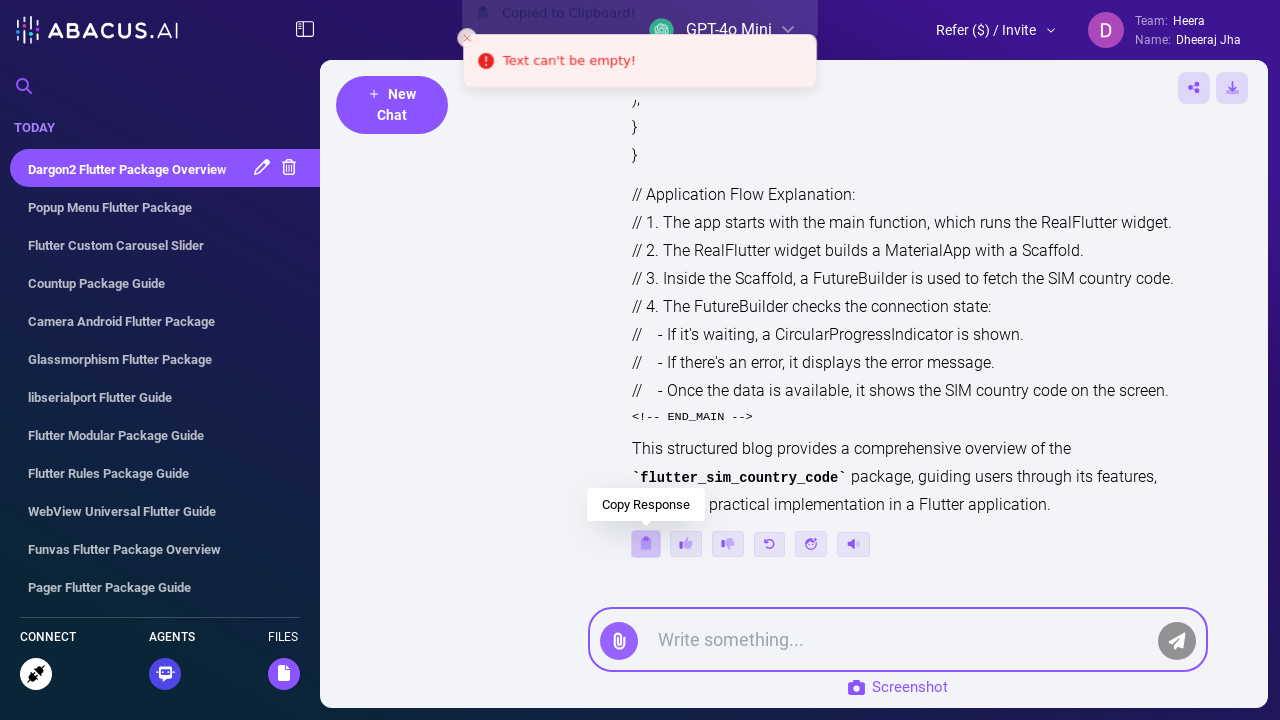 ABACUS.AI
Copied to Clipboard!
GPT-4o Mini
Text can't be empty!
Refer ($) / Invite
D
Team: Heera
Name: Dheeraj Jha
TODAY
Dargon2 Flutter Package Overview
Popup Menu Flutter Package
Flutter Custom Carousel Slider
Countup Package Guide
Camera Android Flutter Package
Glassmorphism Flutter Package
libserialport Flutter Guide
Flutter Modular Package Guide
Flutter Rules Package Guide
WebView Universal Flutter Guide
Funvas Flutter Package Overview
Pager Flutter Package Guide
CONNECT
AGENTS
FILES
+ New
Chat
);
}
}
// Application Flow Explanation:
// 1. The app starts with the main function, which runs the RealFlutter widget.
// 2. The RealFlutter widget builds a MaterialApp with a Scaffold.
// 3. Inside the Scaffold, a FutureBuilder is used to fetch the SIM country code.
// 4. The FutureBuilder checks the connection state:
//    - If it's waiting, a CircularProgressIndicator is shown.
//    - If there's an error, it displays the error message.
//    - Once the data is available, it shows the SIM country code on the screen.
<!-- END_MAIN -->
This structured blog provides a comprehensive overview of the
`flutter_sim_country_code` package, guiding users through its features,
practical implementation in a Flutter application.
Copy Response
Write something...
Screenshot